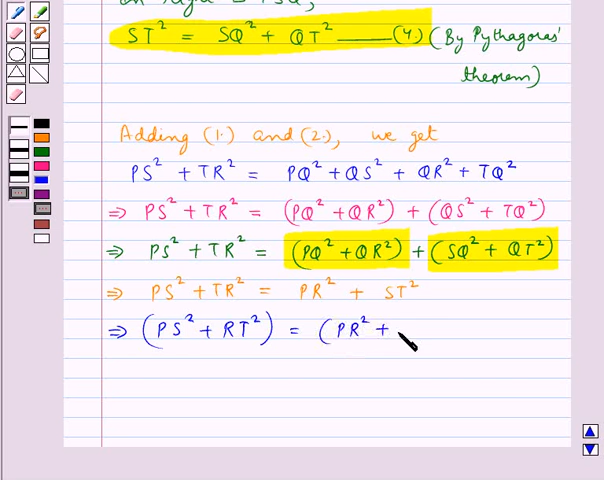 ST² = SQ² + QT² —— (4.) (By Pythagoras'
theorem)
Adding (1.) and (2.), we get
PS² + TR² = PQ² + QS² + QR² + TQ²
⇒ PS² + TR² = (PQ² + QR²) + (QS² + TQ²)
⇒ PS² + TR² = (PQ² + QR²) + (SQ² + QT²)
⇒ PS² + TR² = PR² + ST²
⇒ (PS² + RT²) = (PR² +